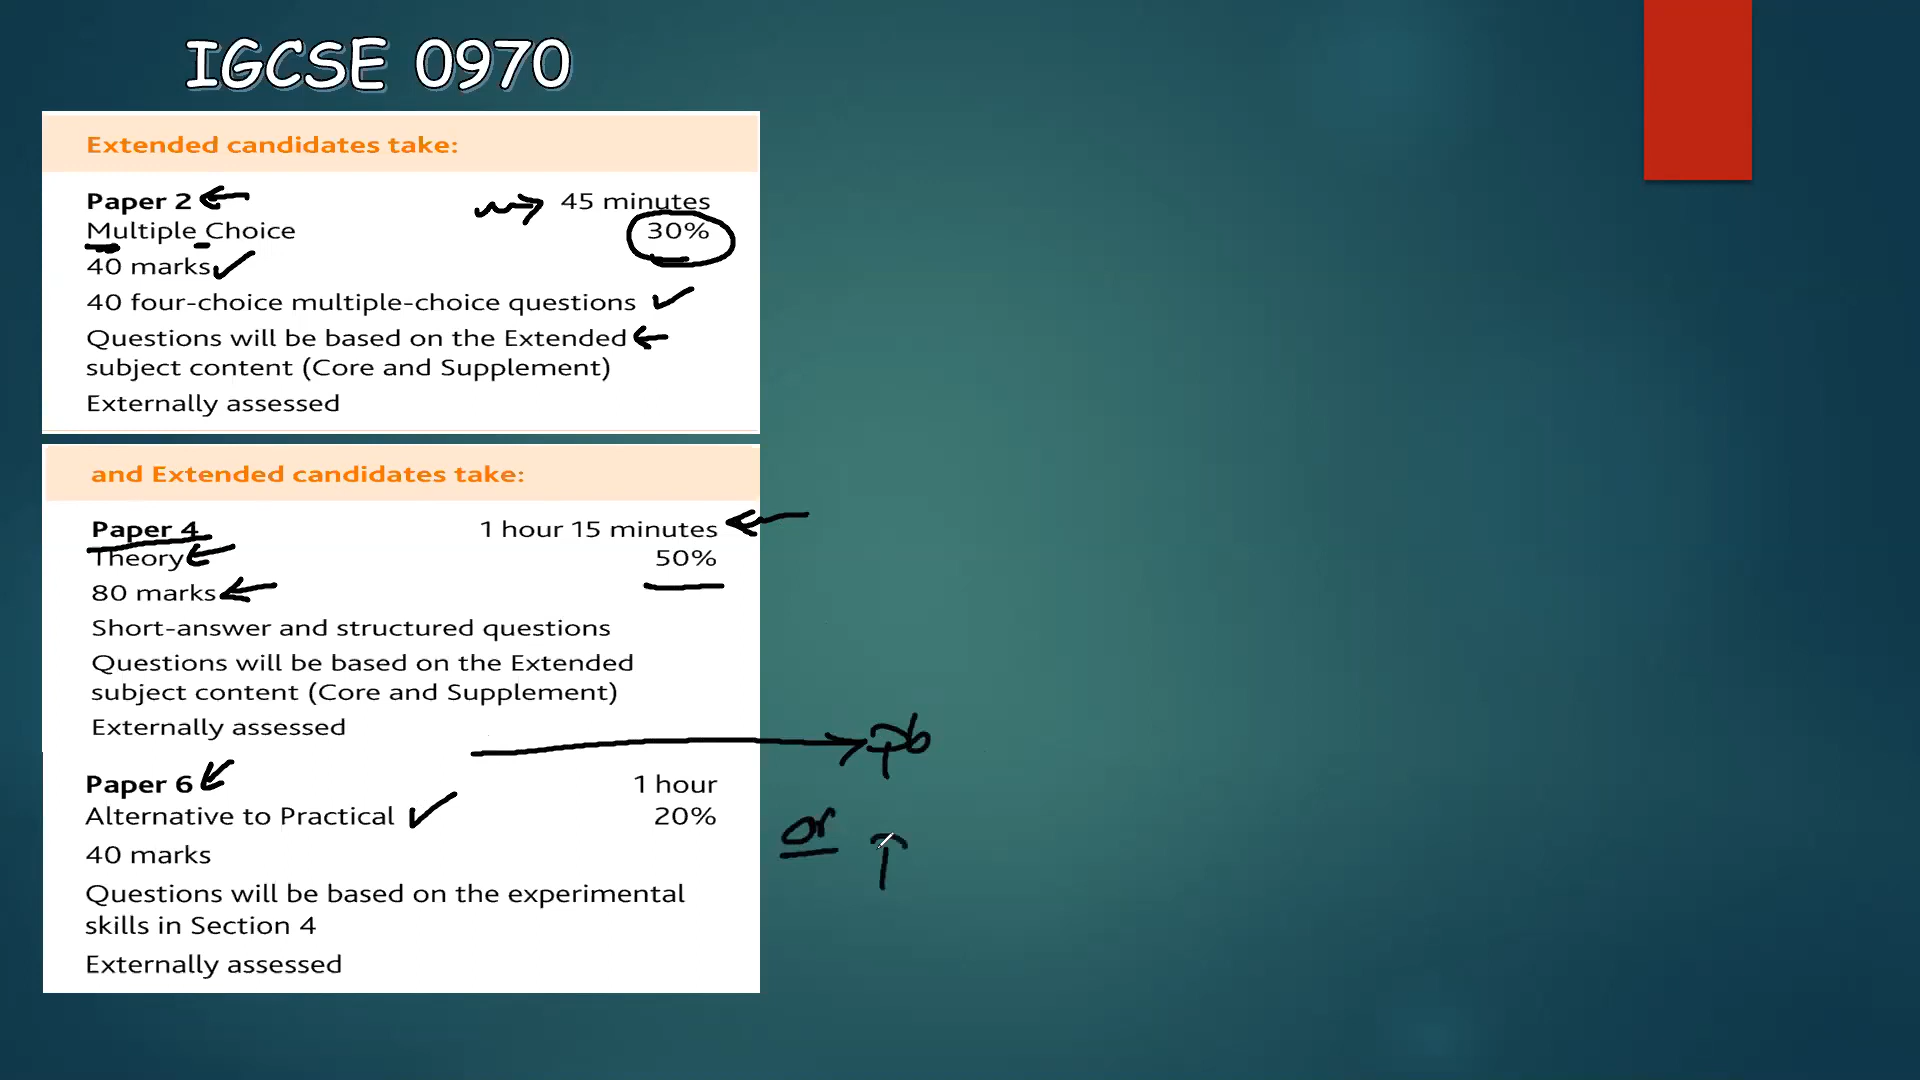 IGCSE 0970
Extended candidates take:
Paper 2 45 minutes
Multiple Choice 30%
40 marks
40 four-choice multiple-choice questions
Questions will be based on the Extended
subject content (Core and Supplement)
Externally assessed
and Extended candidates take:
Paper 4 1 hour 15 minutes
Theory 50%
80 marks
Short-answer and structured questions
Questions will be based on the Extended
subject content (Core and Supplement)
Externally assessed
Paper 6 1 hour
Alternative to Practical 20%
40 marks
Questions will be based on the experimental
skills in Section 4
Externally assessed
P6
or